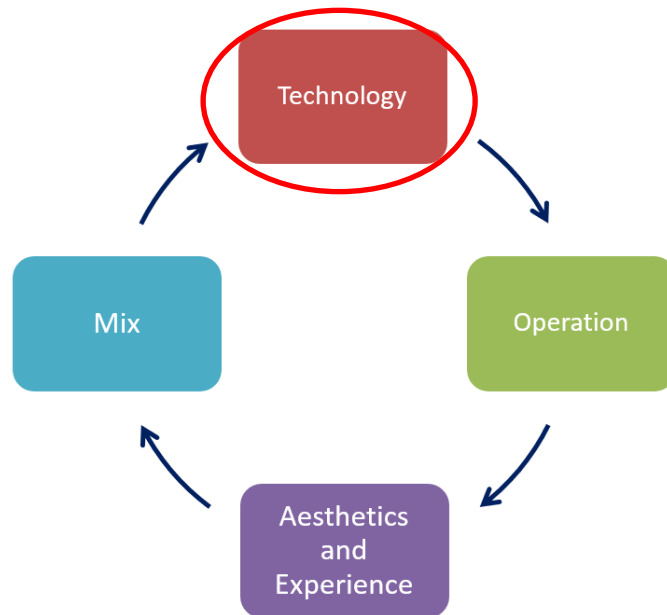 Technology
Mix
Operation
Aesthetics
and
Experience